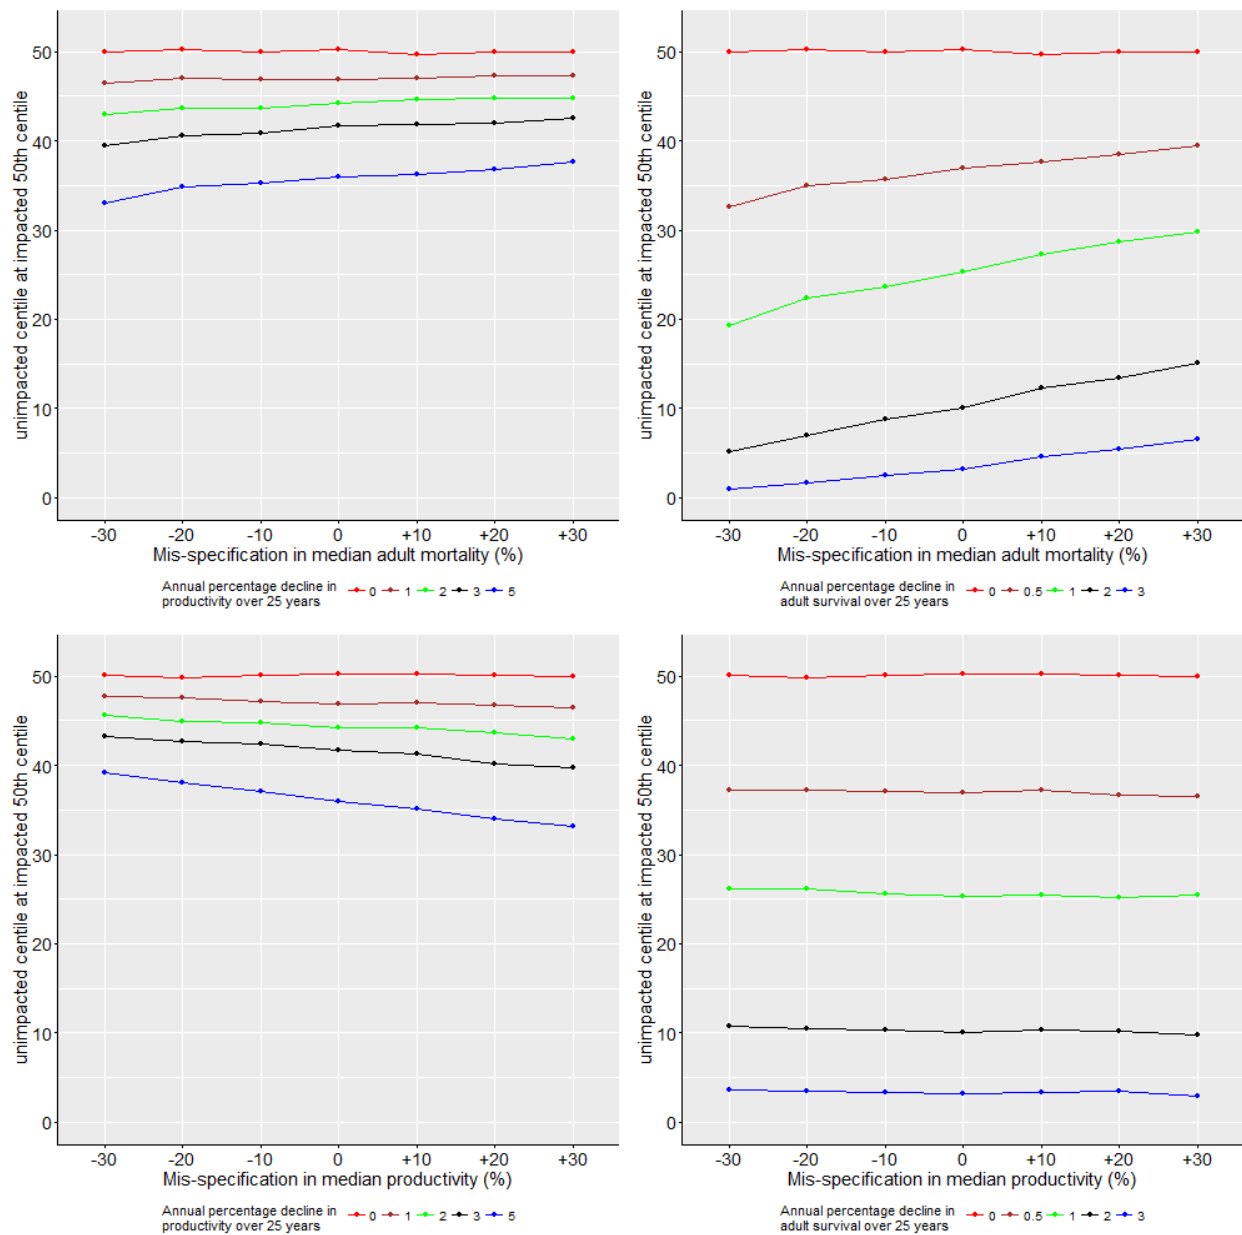 unimpacted centile at impacted 50th centile
50
40
30
20
10
0
-30 -20 -10 0 +10 +20 +30
Mis-specification in median adult mortality (%)
Annual percentage decline in
productivity over 25 years
0 1 2 3 5
unimpacted centile at impacted 50th centile
50
40
30
20
10
0
-30 -20 -10 0 +10 +20 +30
Mis-specification in median adult mortality (%)
Annual percentage decline in
adult survival over 25 years
0 0.5 1 2 3
unimpacted centile at impacted 50th centile
50
40
30
20
10
0
-30 -20 -10 0 +10 +20 +30
Mis-specification in median productivity (%)
Annual percentage decline in
productivity over 25 years
0 1 2 3 5
unimpacted centile at impacted 50th centile
50
40
30
20
10
0
-30 -20 -10 0 +10 +20 +30
Mis-specification in median productivity (%)
Annual percentage decline in
adult survival over 25 years
0 0.5 1 2 3